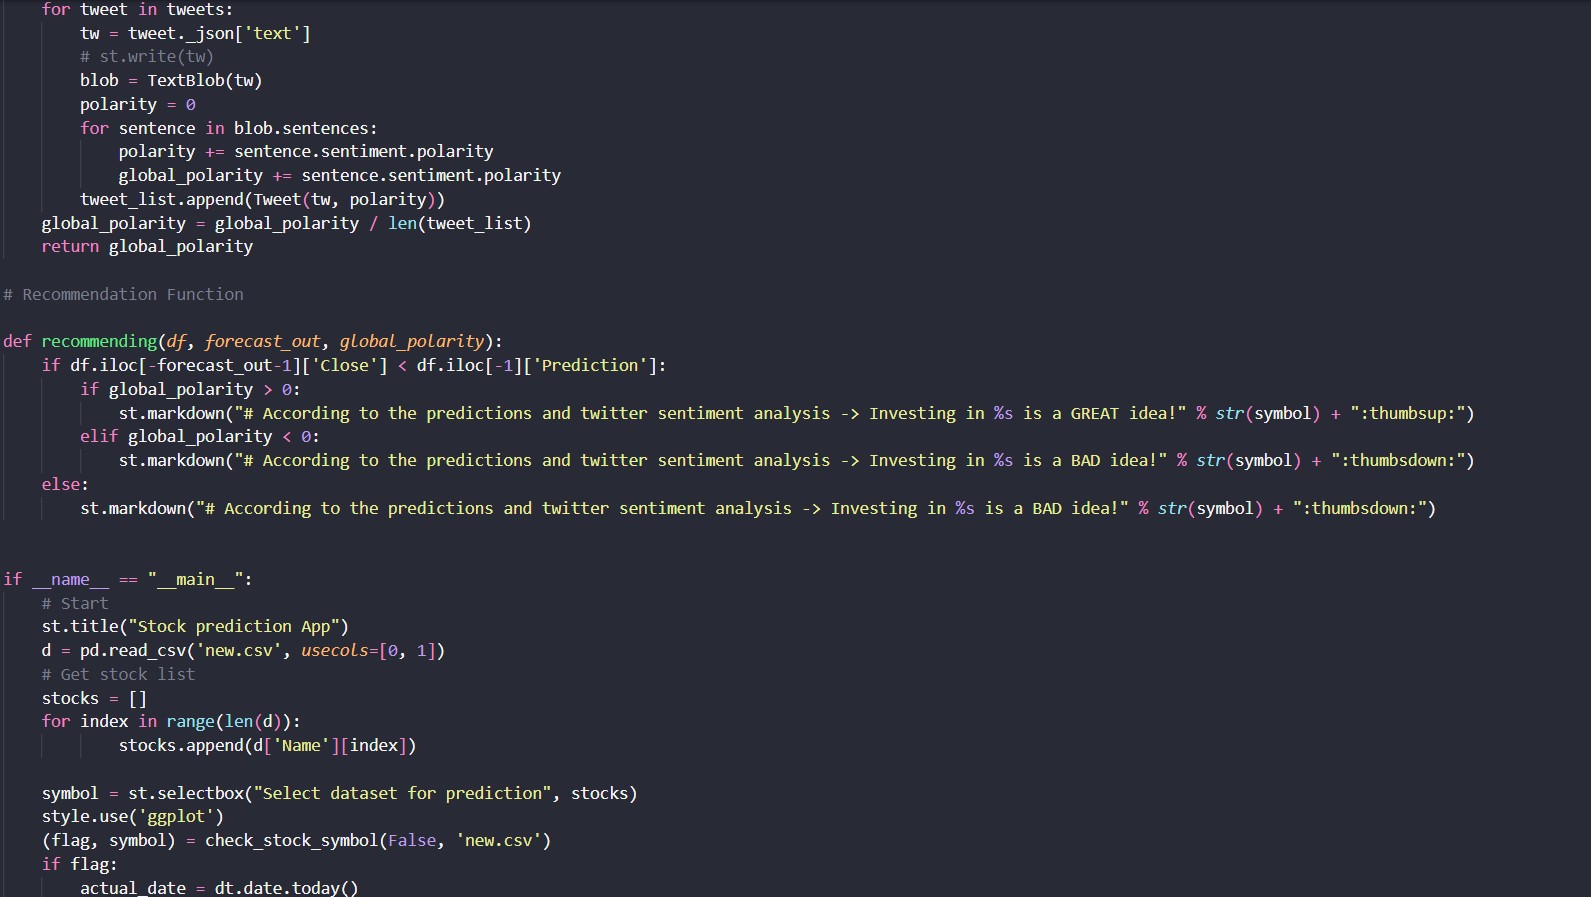 for tweet in tweets:
tw = tweet._json['text']
# st.write(tw)
blob = TextBlob(tw)
polarity = 0
for sentence in blob.sentences:
polarity += sentence.sentiment.polarity
global_polarity += sentence.sentiment.polarity
tweet_list.append(Tweet(tw, polarity))
global_polarity = global_polarity / len(tweet_list)
return global_polarity
# Recommendation Function
def recommending(df, forecast_out, global_polarity):
if df.iloc[-forecast_out-1]['Close'] < df.iloc[-1]['Prediction']:
if global_polarity > 0:
st.markdown("# According to the predictions and twitter sentiment analysis -> Investing in %s is a GREAT idea!" % str(symbol) + ":thumbsup:")
elif global_polarity < 0:
st.markdown("# According to the predictions and twitter sentiment analysis -> Investing in %s is a BAD idea!" % str(symbol) + ":thumbsdown:")
else:
st.markdown("# According to the predictions and twitter sentiment analysis -> Investing in %s is a BAD idea!" % str(symbol) + ":thumbsdown:")
if __name__ == "__main__":
# Start
st.title("Stock prediction App")
d = pd.read_csv('new.csv', usecols=[0, 1])
# Get stock list
stocks = []
for index in range(len(d)):
stocks.append(d['Name'][index])
symbol = st.selectbox("Select dataset for prediction", stocks)
style.use('ggplot')
(flag, symbol) = check_stock_symbol(False, 'new.csv')
if flag:
actual_date = dt.date.today()